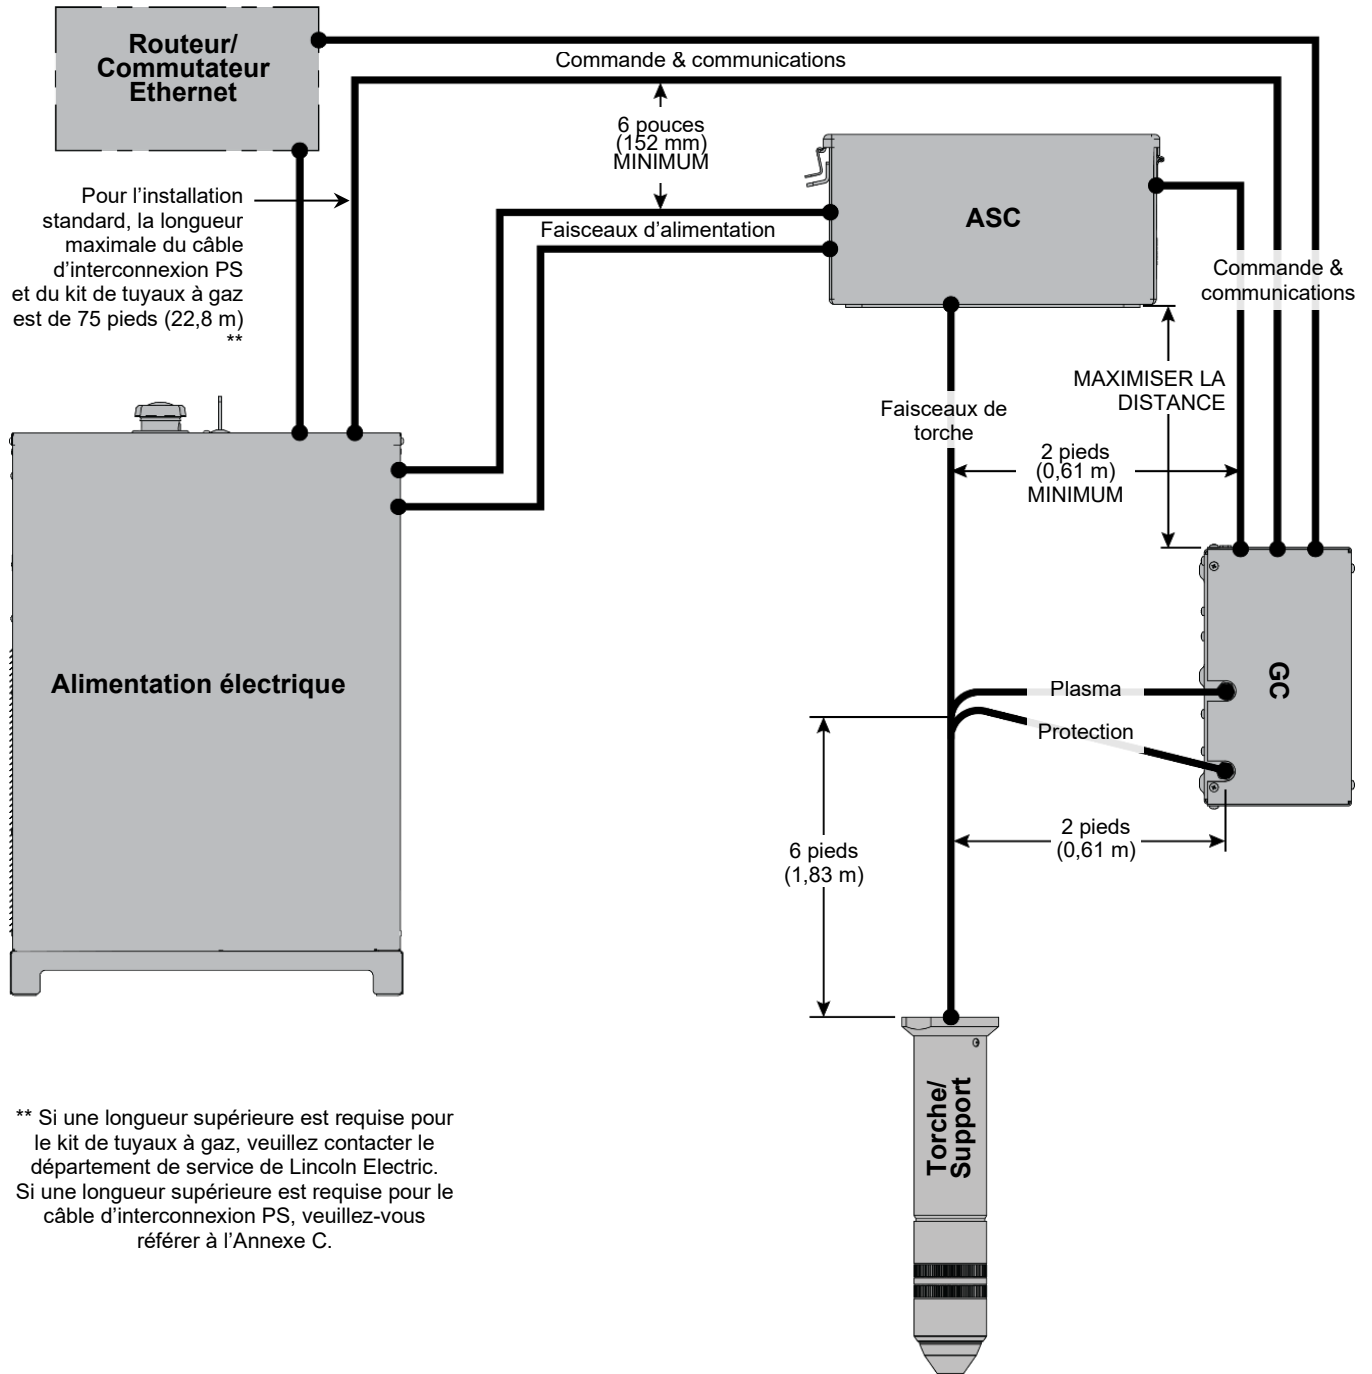 Routeur/
Commutateur
Ethernet
Commande & communications
6 pouces
(152 mm)
MINIMUM
Pour l’installation
standard, la longueur
maximale du câble
d’interconnexion PS
et du kit de tuyaux à gaz
est de 75 pieds (22,8 m)
**
Faisceaux d’alimentation
ASC
Commande &
communications
MAXIMISER LA
DISTANCE
Faisceaux de
torche
2 pieds
(0,61 m)
MINIMUM
Alimentation électrique
GC
Plasma
Protection
2 pieds
(0,61 m)
6 pieds
(1,83 m)
Torche/
Support
** Si une longueur supérieure est requise pour
le kit de tuyaux à gaz, veuillez contacter le
département de service de Lincoln Electric.
Si une longueur supérieure est requise pour le
câble d’interconnexion PS, veuillez-vous
référer à l’Annexe C.